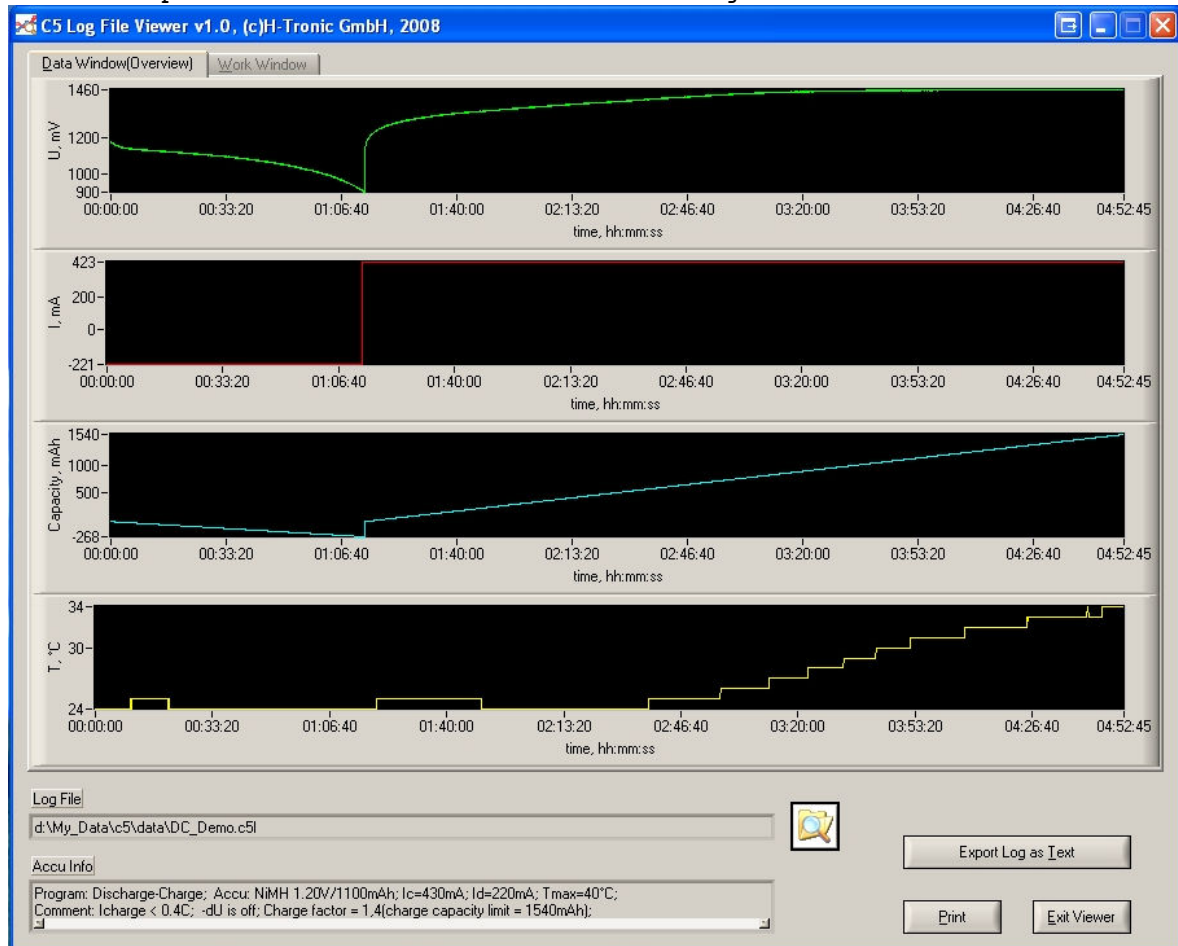 C5 Log File Viewer v1.0, (c)H-Tronic GmbH, 2008
Data Window(Overview) Work Window
1460
1200
1000
900
U, mV
00:00:00 00:33:20 01:06:40 01:40:00 02:13:20 02:46:40 03:20:00 03:53:20 04:26:40 04:52:45
time, hh:mm:ss
423
200
0
-221
I, mA
00:00:00 00:33:20 01:06:40 01:40:00 02:13:20 02:46:40 03:20:00 03:53:20 04:26:40 04:52:45
time, hh:mm:ss
1540
1000
500
-268
Capacity, mAh
00:00:00 00:33:20 01:06:40 01:40:00 02:13:20 02:46:40 03:20:00 03:53:20 04:26:40 04:52:45
time, hh:mm:ss
34
30
24
T, °C
00:00:00 00:33:20 01:06:40 01:40:00 02:13:20 02:46:40 03:20:00 03:53:20 04:26:40 04:52:45
time, hh:mm:ss
Log File
d:\My_Data\c5\data\DC_Demo.c5l
Export Log as Text
Accu Info
Program: Discharge-Charge; Accu: NiMH 1.20V/1100mAh; Ic=430mA; Id=220mA; Tmax=40°C;
Comment: Icharge < 0.4C; -dU is off; Charge factor = 1,4(charge capacity limit = 1540mAh);
Print Exit Viewer